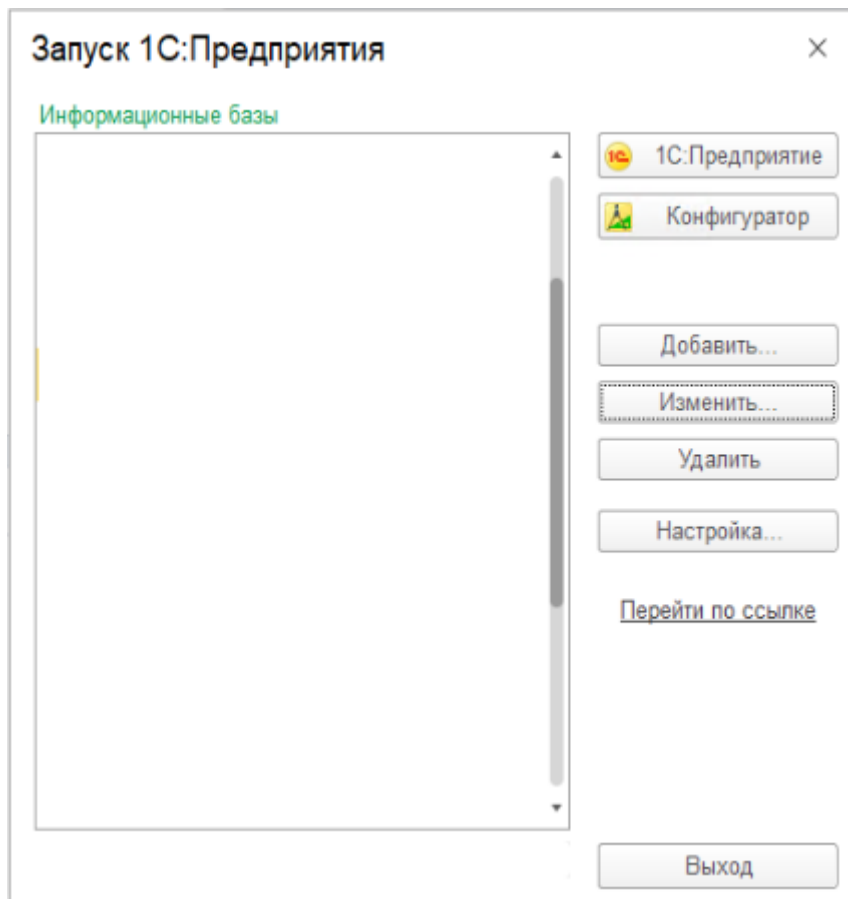 Запуск 1С:Предприятия
Информационные базы
1С:Предприятие
Конфигуратор
Добавить...
Изменить...
Удалить
Настройка...
Перейти по ссылке
Выход